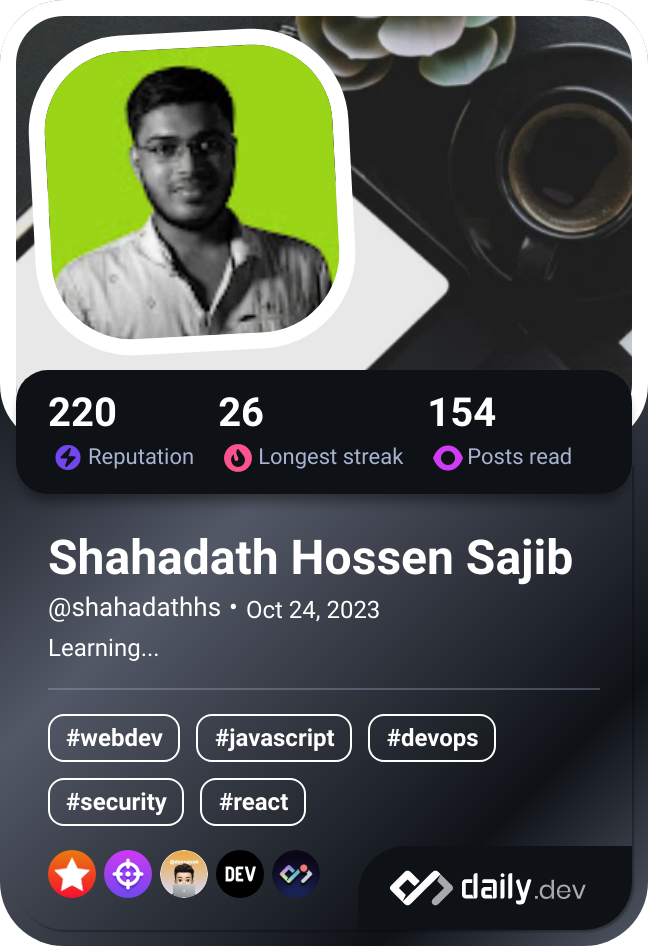 220 26 154
Reputation Longest streak Posts read
Shahadath Hossen Sajib
@shahadathhs • Oct 24, 2023
Learning...
#webdev #javascript #devops
#security #react
DEV daily.dev